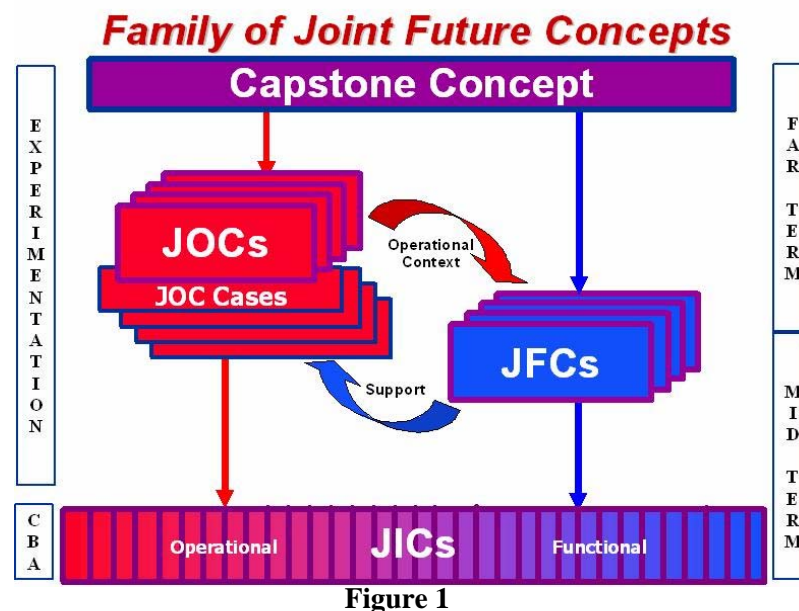 Family of Joint Future Concepts
Capstone Concept
EXPERIMENTATION
FAR TERM
JOCs
JOC Cases
Operational
Context
JFCs
Support
MID TERM
CBA
Operational
JICs
Functional
Figure 1